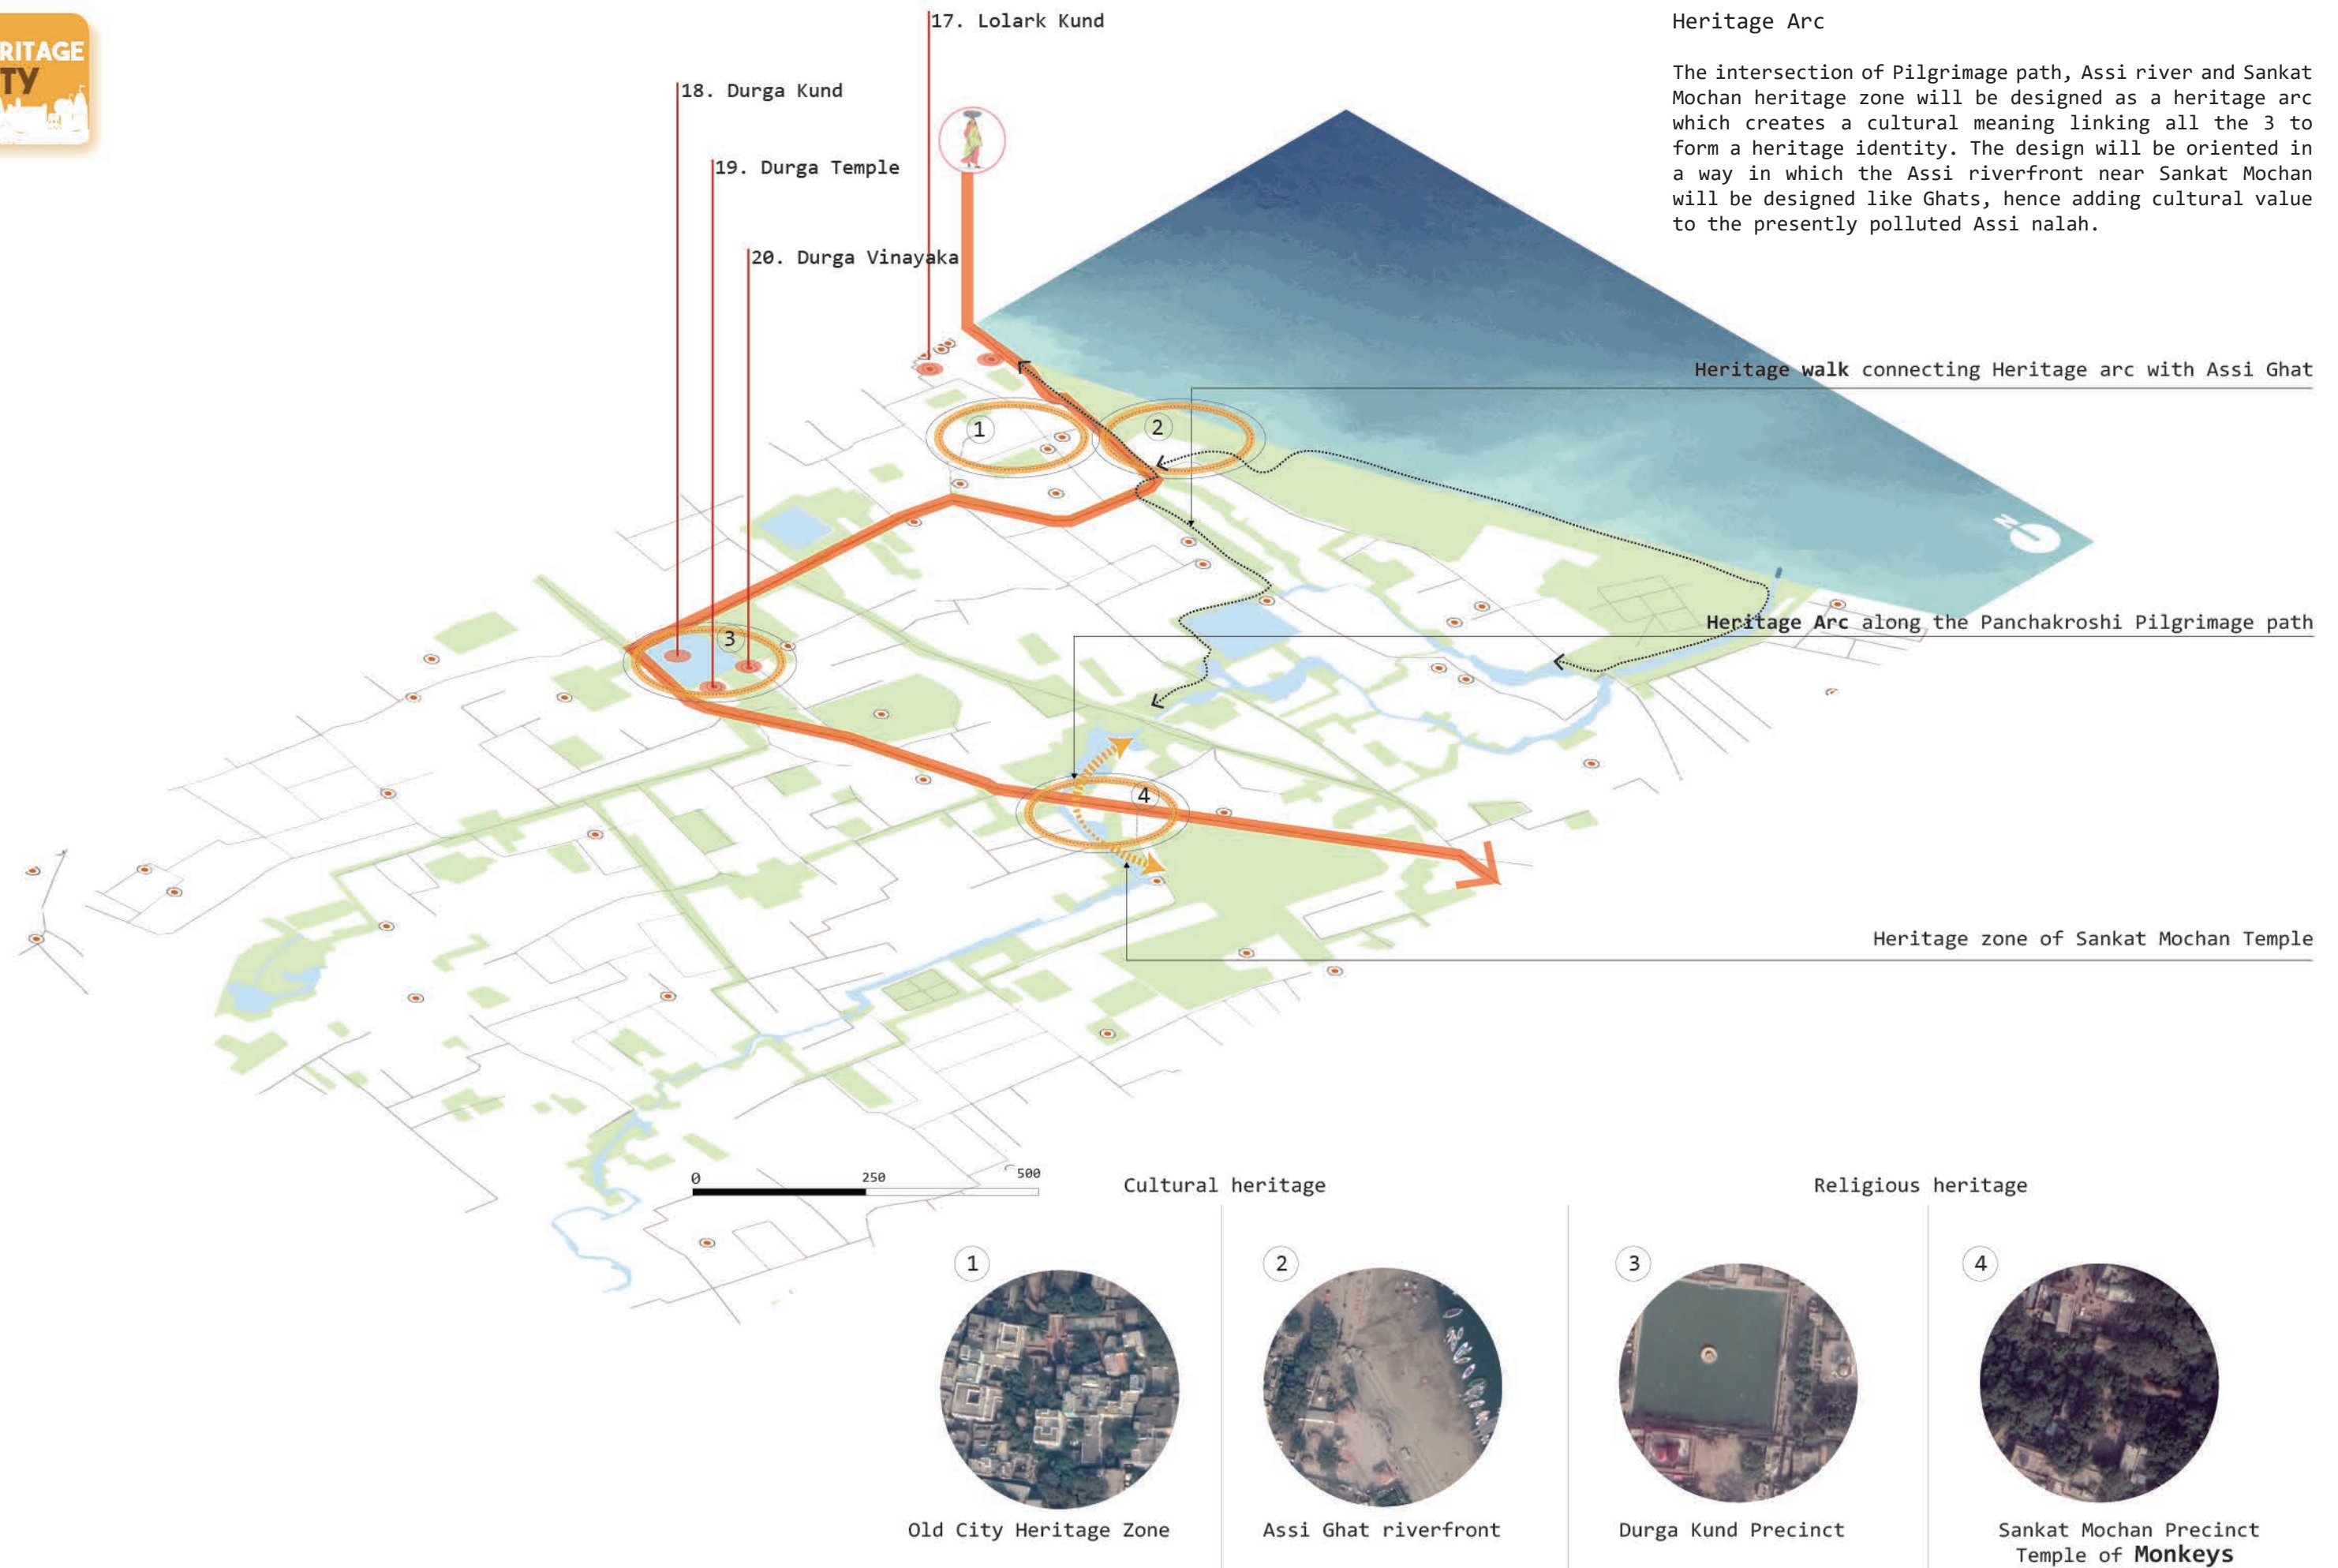 RITAGE
TY
17. Lolark Kund
18. Durga Kund
19. Durga Temple
20. Durga Vinayaka
Heritage Arc
The intersection of Pilgrimage path, Assi river and Sankat
Mochan heritage zone will be designed as a heritage arc
which creates a cultural meaning linking all the 3 to
form a heritage identity. The design will be oriented in
a way in which the Assi riverfront near Sankat Mochan
will be designed like Ghats, hence adding cultural value
to the presently polluted Assi nalah.
Heritage walk connecting Heritage arc with Assi Ghat
1
2
N
Heritage Arc along the Panchakroshi Pilgrimage path
3
4
Heritage zone of Sankat Mochan Temple
0 250 500
Cultural heritage
Religious heritage
1
2
3
4
Old City Heritage Zone
Assi Ghat riverfront
Durga Kund Precinct
Sankat Mochan Precinct
Temple of Monkeys